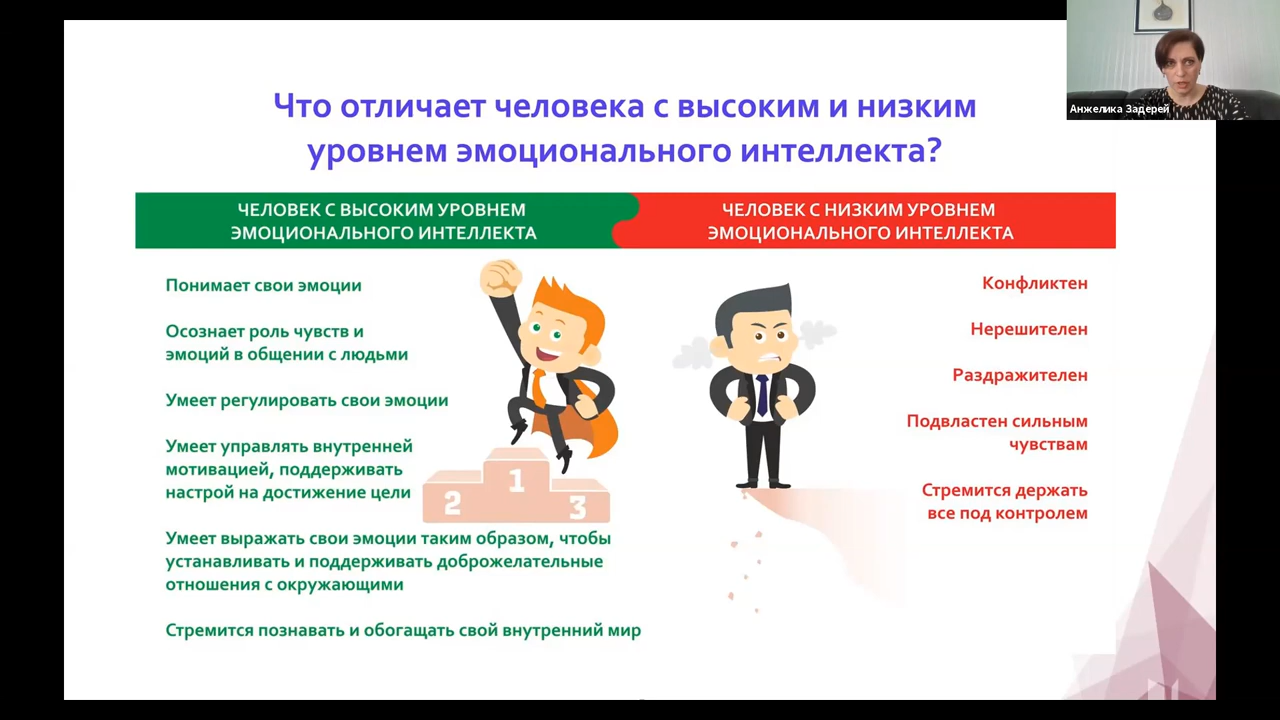 Анжелика Задерей
Что отличает человека с высоким и низким
уровнем эмоционального интеллекта?
ЧЕЛОВЕК С ВЫСОКИМ УРОВНЕМ
ЭМОЦИОНАЛЬНОГО ИНТЕЛЛЕКТА
Понимает свои эмоции
Осознает роль чувств и
эмоций в общении с людьми
Умеет регулировать свои эмоции
Умеет управлять внутренней
мотивацией, поддерживать
настрой на достижение цели
Умеет выражать свои эмоции таким образом, чтобы
устанавливать и поддерживать доброжелательные
отношения с окружающими
Стремится познавать и обогащать свой внутренний мир
2
1
3
ЧЕЛОВЕК С НИЗКИМ УРОВНЕМ
ЭМОЦИОНАЛЬНОГО ИНТЕЛЛЕКТА
Конфликтен
Нерешителен
Раздражителен
Подвластен сильным
чувствам
Стремится держать
все под контролем